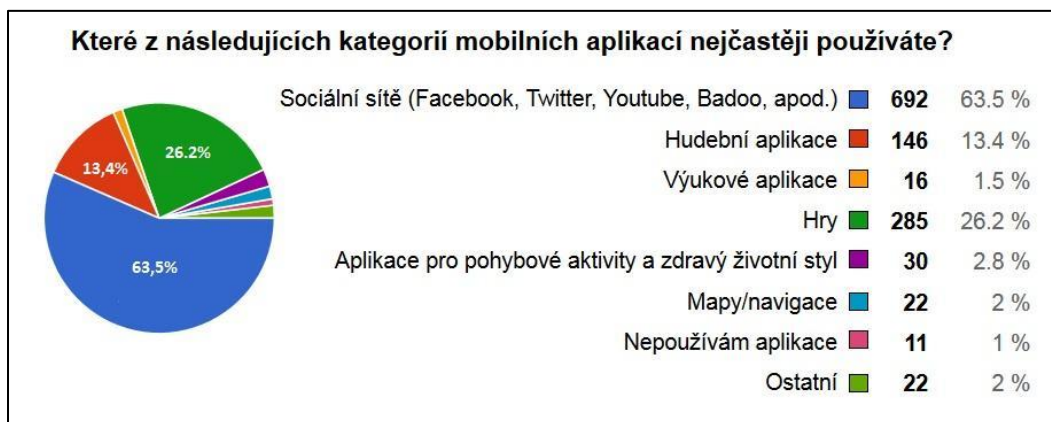 Které z následujících kategorií mobilních aplikací nejčastěji používáte?
Sociální sítě (Facebook, Twitter, Youtube, Badoo, apod.) 692 63.5 %
Hudební aplikace 146 13.4 %
Výukové aplikace 16 1.5 %
Hry 285 26.2 %
Aplikace pro pohybové aktivity a zdravý životní styl 30 2.8 %
Mapy/navigace 22 2 %
Nepoužívám aplikace 11 1 %
Ostatní 22 2 %
26.2%
13,4%
63,5%